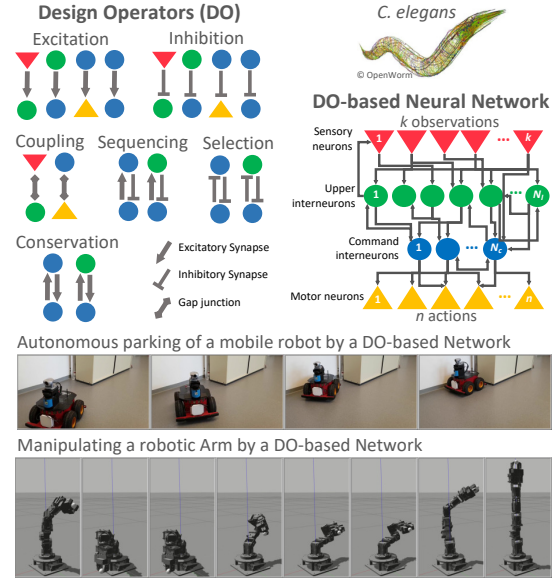 Design Operators (DO)
Excitation
Inhibition
Coupling
Sequencing
Selection
Conservation
Excitatory Synapse
Inhibitory Synapse
Gap junction
C. elegans
© OpenWorm
DO-based Neural Network
k observations
Sensory
neurons
1
...
k
Upper
interneurons
1
...
N_I
Command
interneurons
1
...
N_c
Motor neurons
1
...
n
n actions
Autonomous parking of a mobile robot by a DO-based Network
Manipulating a robotic Arm by a DO-based Network